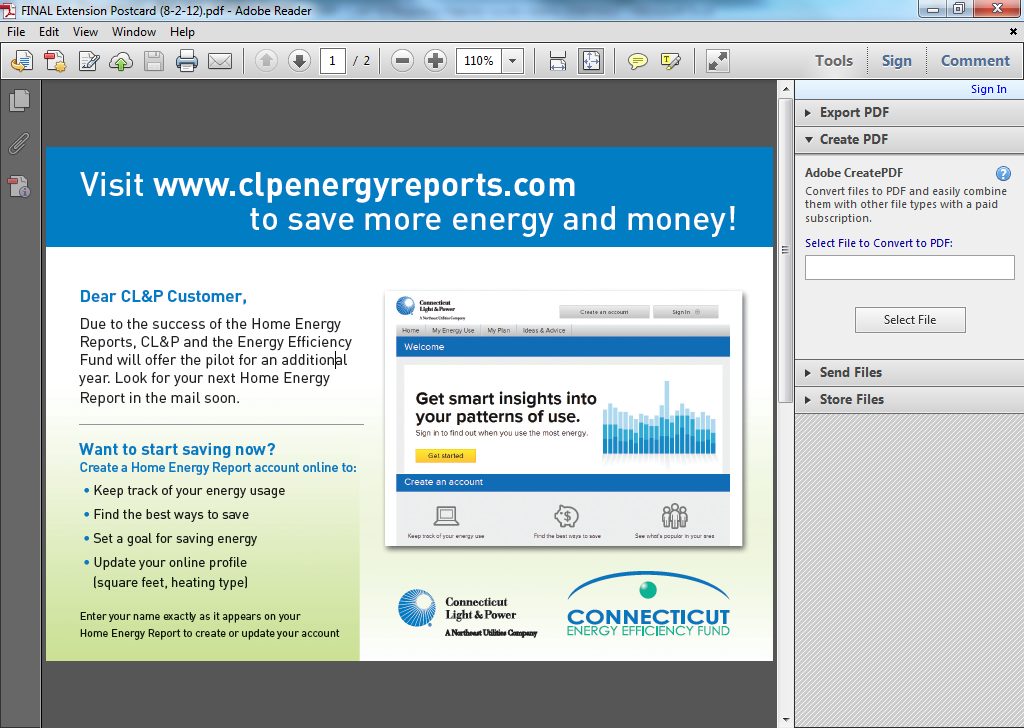 FINAL Extension Postcard (8-2-12).pdf - Adobe Reader
File Edit View Window Help
1 / 2 110% Tools Sign Comment
Sign In
Export PDF
Create PDF
Adobe CreatePDF
Convert files to PDF and easily combine
them with other file types with a paid
subscription.
Select File to Convert to PDF:
Select File
Send Files
Store Files
Visit www.clpenergyreports.com
to save more energy and money!
Dear CL&P Customer,
Due to the success of the Home Energy
Reports, CL&P and the Energy Efficiency
Fund will offer the pilot for an additional
year. Look for your next Home Energy
Report in the mail soon.
Want to start saving now?
Create a Home Energy Report account online to:
• Keep track of your energy usage
• Find the best ways to save
• Set a goal for saving energy
• Update your online profile
(square feet, heating type)
Enter your name exactly as it appears on your
Home Energy Report to create or update your account
Connecticut
Light & Power
A Northeast Utilities Company
Create an account Sign In
Home My Energy Use My Plan Ideas & Advice
Welcome
Get smart insights into
your patterns of use.
Sign in to find out when you use the most energy.
Get started
Create an account
Keep track of your energy use Find the best ways to save See what's popular in your area
Connecticut
Light & Power
A Northeast Utilities Company
CONNECTICUT
ENERGY EFFICIENCY FUND